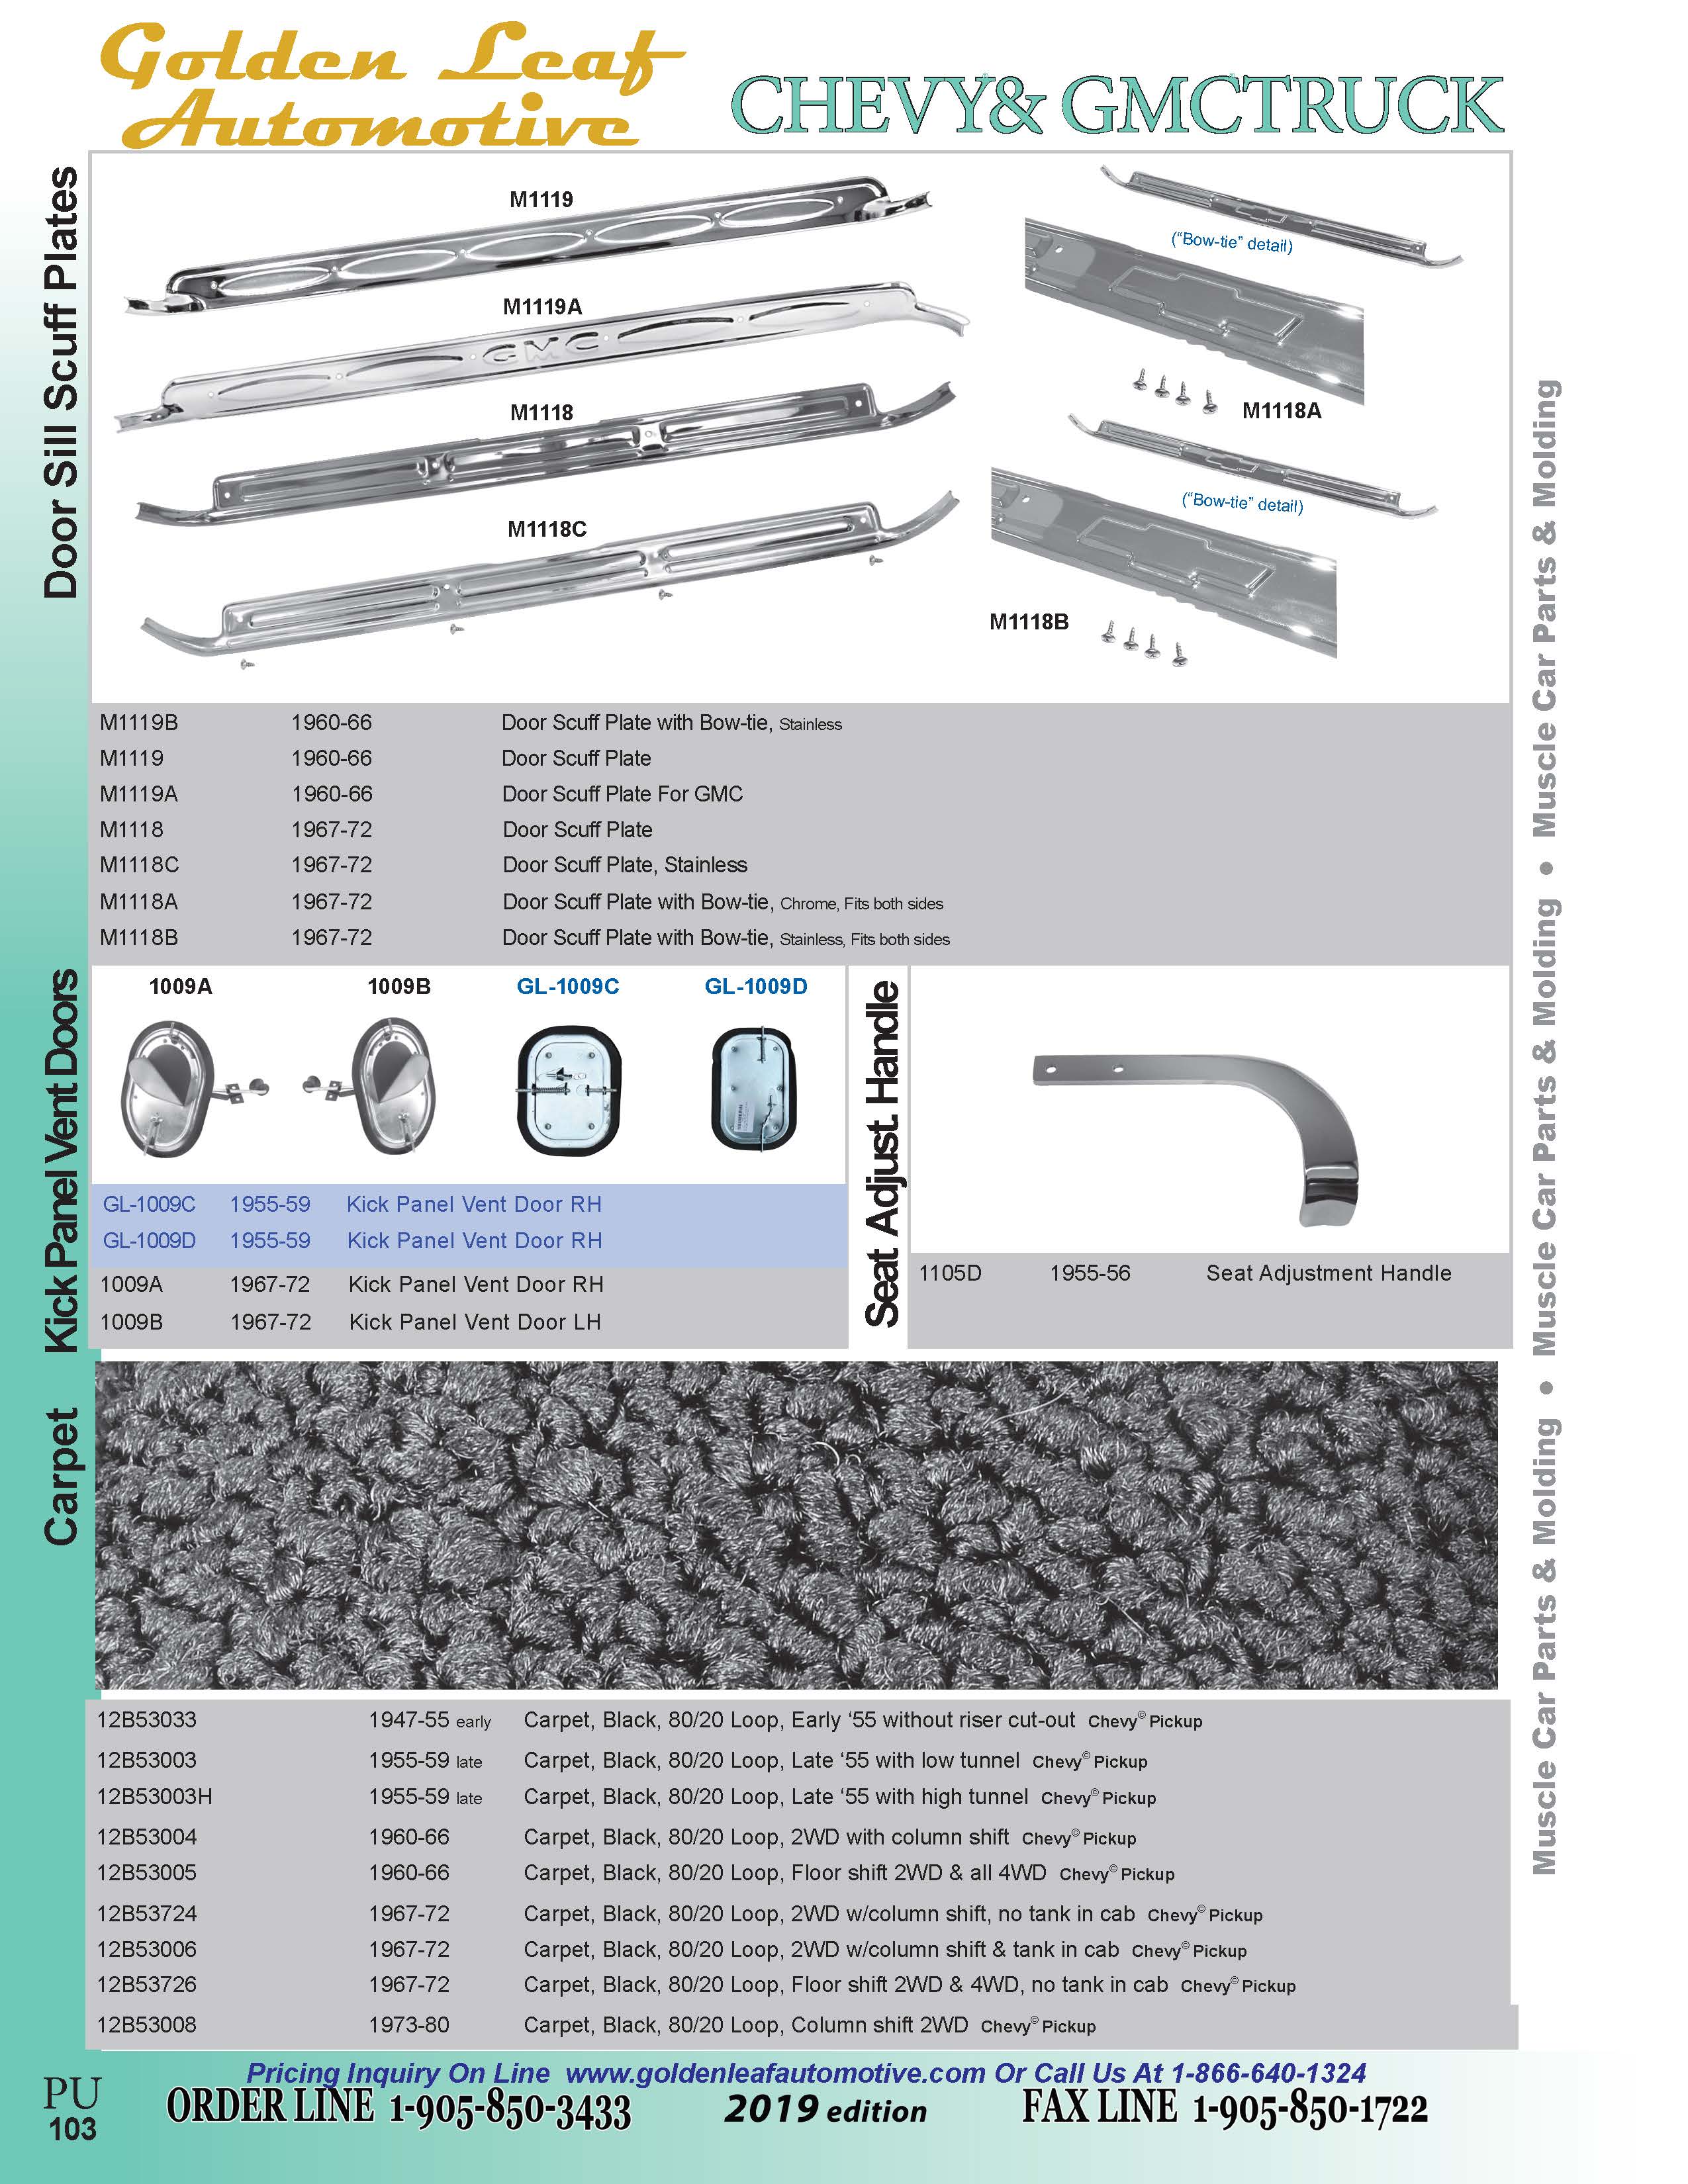 Golden Leaf
Automotive
CHEVY& GMCTRUCK
Door Sill Scuff Plates
M1119
M1119A
M1118
M1118C
("Bow-tie" detail)
M1118A
("Bow-tie" detail)
M1118B
M1119B 1960-66 Door Scuff Plate with Bow-tie, Stainless
M1119 1960-66 Door Scuff Plate
M1119A 1960-66 Door Scuff Plate For GMC
M1118 1967-72 Door Scuff Plate
M1118C 1967-72 Door Scuff Plate, Stainless
M1118A 1967-72 Door Scuff Plate with Bow-tie, Chrome, Fits both sides
M1118B 1967-72 Door Scuff Plate with Bow-tie, Stainless, Fits both sides
Kick Panel Vent Doors
1009A 1009B GL-1009C GL-1009D
GL-1009C 1955-59 Kick Panel Vent Door RH
GL-1009D 1955-59 Kick Panel Vent Door RH
1009A 1967-72 Kick Panel Vent Door RH
1009B 1967-72 Kick Panel Vent Door LH
Seat Adjust. Handle
1105D 1955-56 Seat Adjustment Handle
Carpet
12B53033 1947-55 early Carpet, Black, 80/20 Loop, Early ‘55 without riser cut-out Chevy© Pickup
12B53003 1955-59 late Carpet, Black, 80/20 Loop, Late ‘55 with low tunnel Chevy© Pickup
12B53003H 1955-59 late Carpet, Black, 80/20 Loop, Late ‘55 with high tunnel Chevy© Pickup
12B53004 1960-66 Carpet, Black, 80/20 Loop, 2WD with column shift Chevy© Pickup
12B53005 1960-66 Carpet, Black, 80/20 Loop, Floor shift 2WD & all 4WD Chevy© Pickup
12B53724 1967-72 Carpet, Black, 80/20 Loop, 2WD w/column shift, no tank in cab Chevy© Pickup
12B53006 1967-72 Carpet, Black, 80/20 Loop, 2WD w/column shift & tank in cab Chevy© Pickup
12B53726 1967-72 Carpet, Black, 80/20 Loop, Floor shift 2WD & 4WD, no tank in cab Chevy© Pickup
12B53008 1973-80 Carpet, Black, 80/20 Loop, Column shift 2WD Chevy© Pickup
Muscle Car Parts & Molding • Muscle Car Parts & Molding • Muscle Car Parts & Molding
Pricing Inquiry On Line www.goldenleafautomotive.com Or Call Us At 1-866-640-1324
PU
103
ORDER LINE 1-905-850-3433 2019 edition FAX LINE 1-905-850-1722